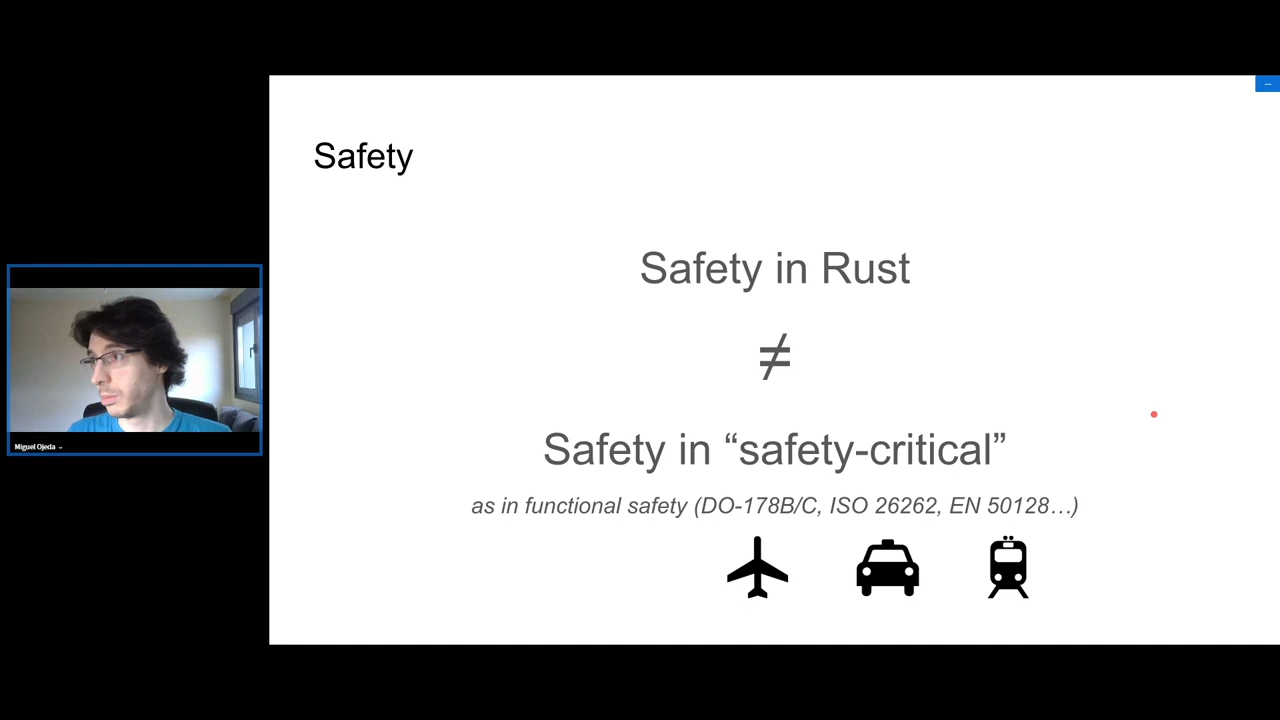 Safety
Safety in Rust
≠
Safety in “safety-critical”
as in functional safety (DO-178B/C, ISO 26262, EN 50128…)
Miguel Ojeda